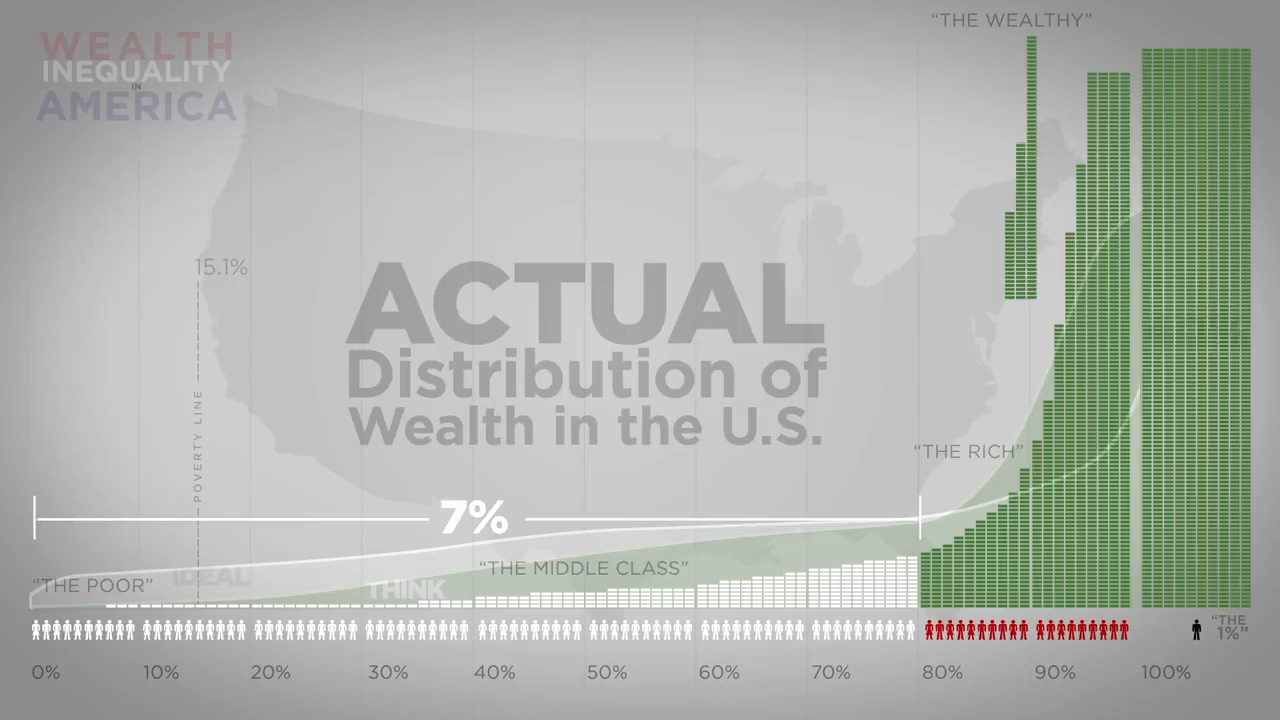 "THE WEALTHY"
WEALTH
INEQUALITY
IN
AMERICA
15.1%
ACTUAL
Distribution of
Wealth in the U.S.
POVERTY LINE
"THE RICH"
7%
"THE POOR"
IDEAL
THINK
"THE MIDDLE CLASS"
"THE
1%"
0% 10% 20% 30% 40% 50% 60% 70% 80% 90% 100%